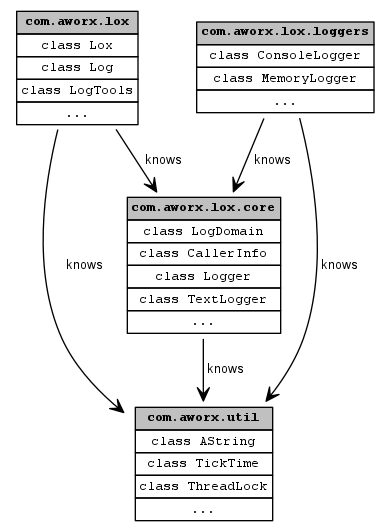 com.aworx.lox
class Lox
class Log
class LogTools
...
com.aworx.lox.loggers
class ConsoleLogger
class MemoryLogger
...
knows
knows
com.aworx.lox.core
class LogDomain
class CallerInfo
class Logger
class TextLogger
...
knows
knows
knows
com.aworx.util
class AString
class TickTime
class ThreadLock
...